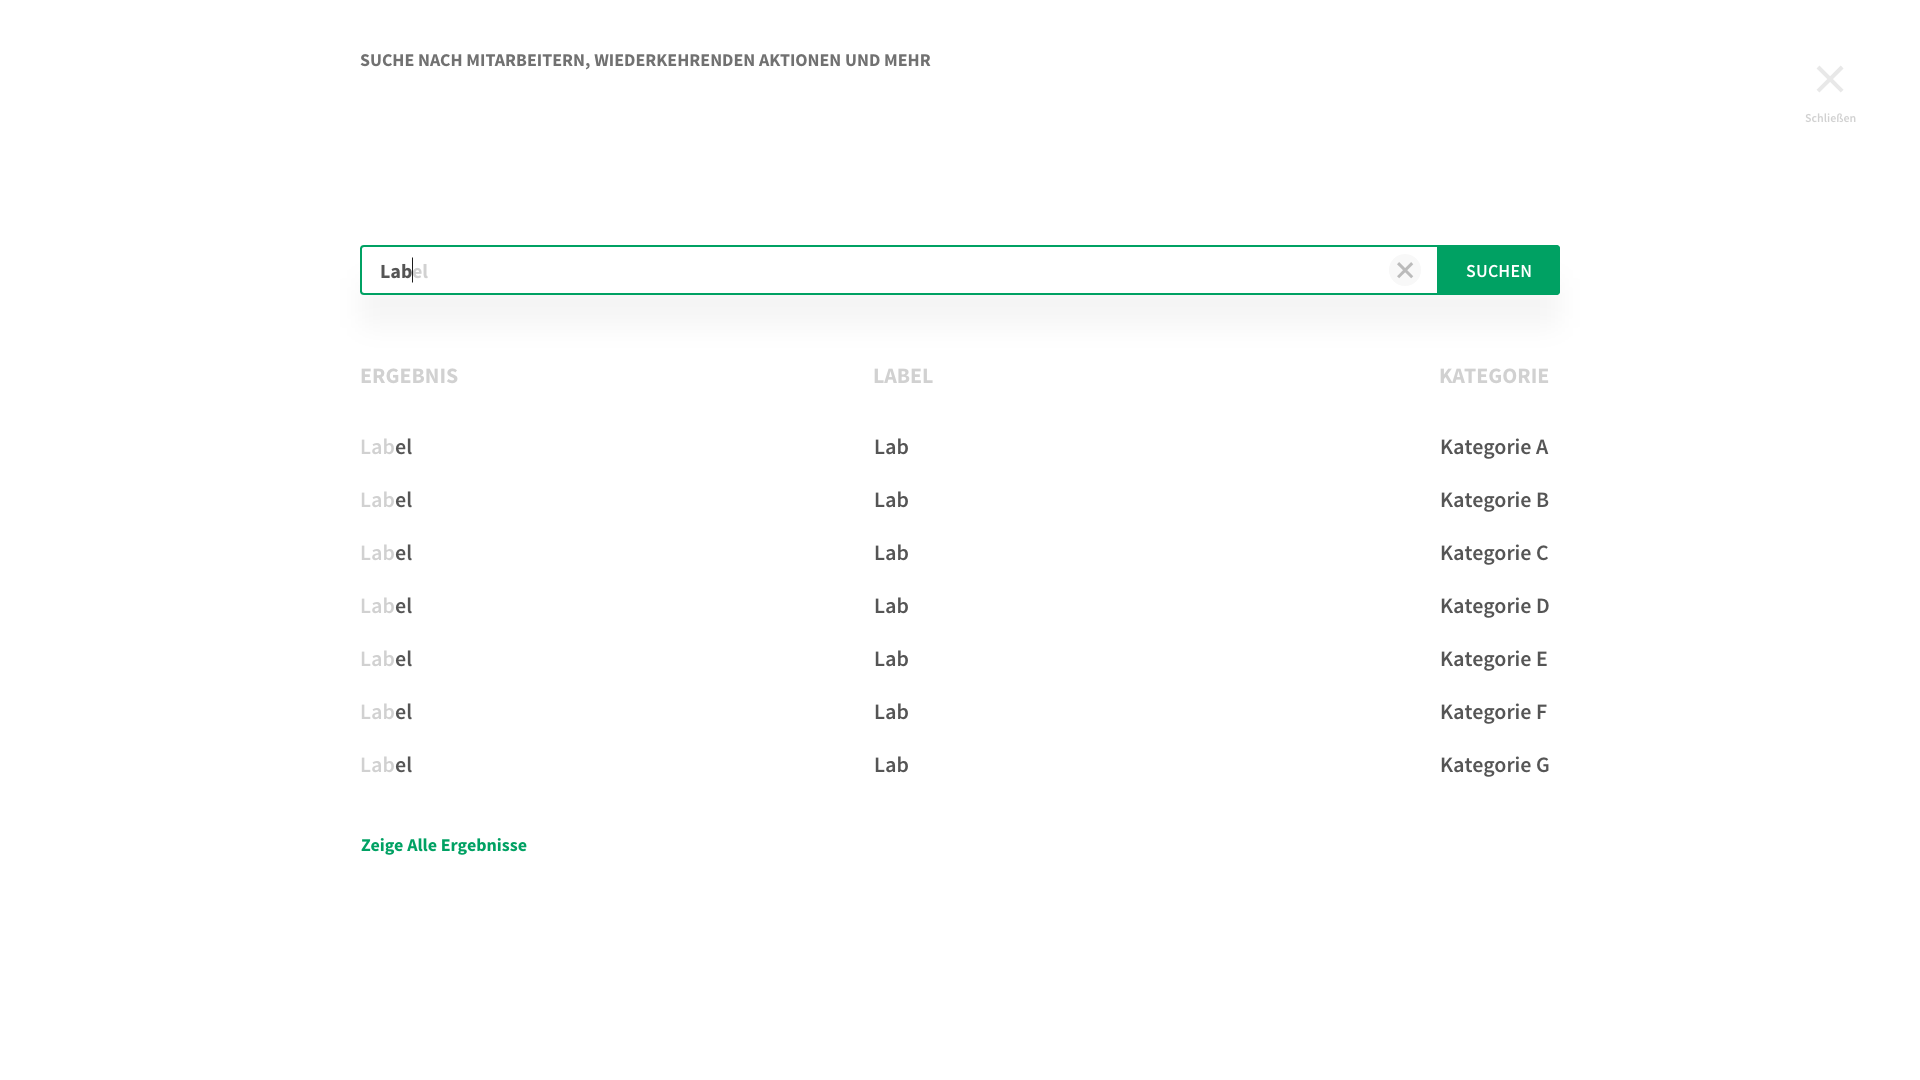 SUCHE NACH MITARBEITERN, WIEDERKEHRENDEN AKTIONEN UND MEHR
Schließen
Label
SUCHEN
ERGEBNIS LABEL KATEGORIE
Label Lab Kategorie A
Label Lab Kategorie B
Label Lab Kategorie C
Label Lab Kategorie D
Label Lab Kategorie E
Label Lab Kategorie F
Label Lab Kategorie G
Zeige Alle Ergebnisse